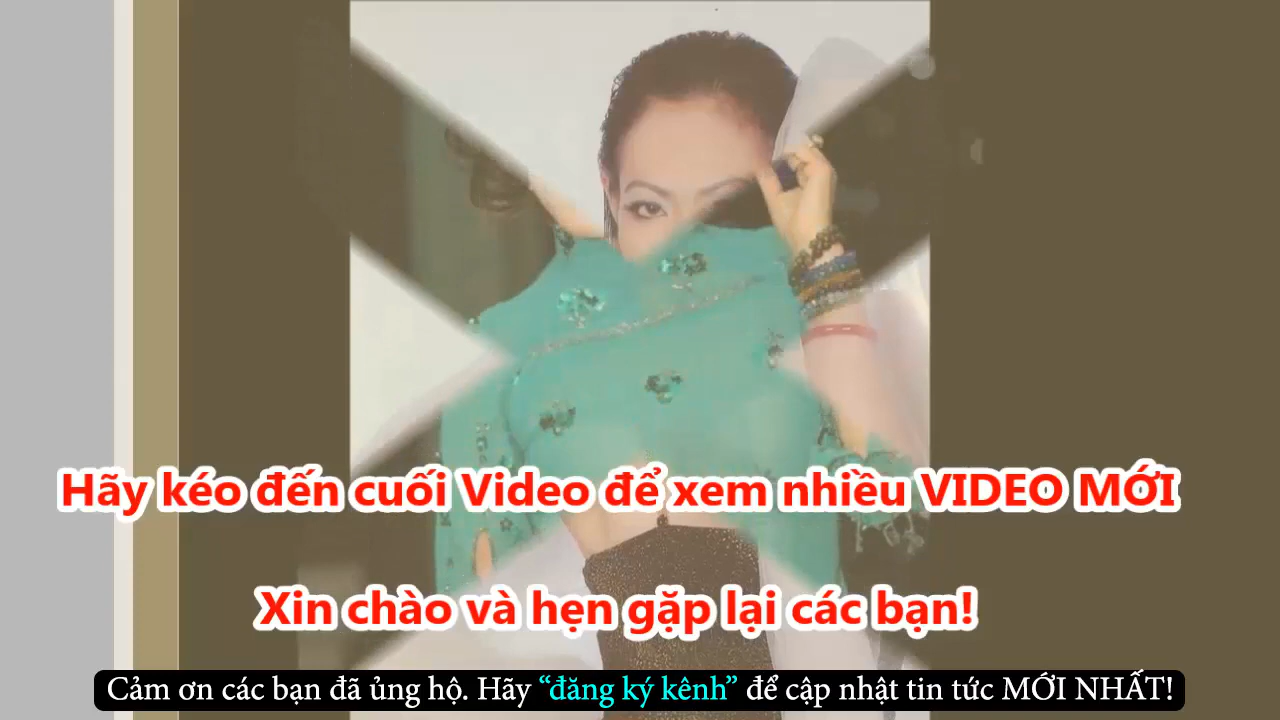 Hãy kéo đến cuối Video để xem nhiều VIDEO MỚI
Xin chào và hẹn gặp lại các bạn!
Cảm ơn các bạn đã ủng hộ. Hãy “đăng ký kênh” để cập nhật tin tức MỚI NHẤT!